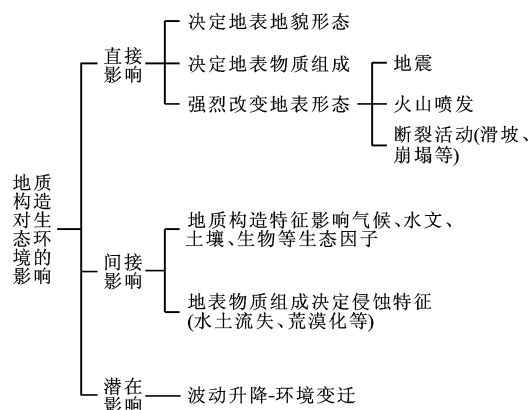 地质
构造
对生
态环
境的
影响
直接
影响
决定地表地貌形态
决定地表物质组成
强烈改变地表形态
地震
火山喷发
断裂活动(滑坡、
崩塌等)
间接
影响
地质构造特征影响气候、水文、
土壤、生物等生态因子
地表物质组成决定侵蚀特征
(水土流失、荒漠化等)
潜在
影响
波动升降-环境变迁